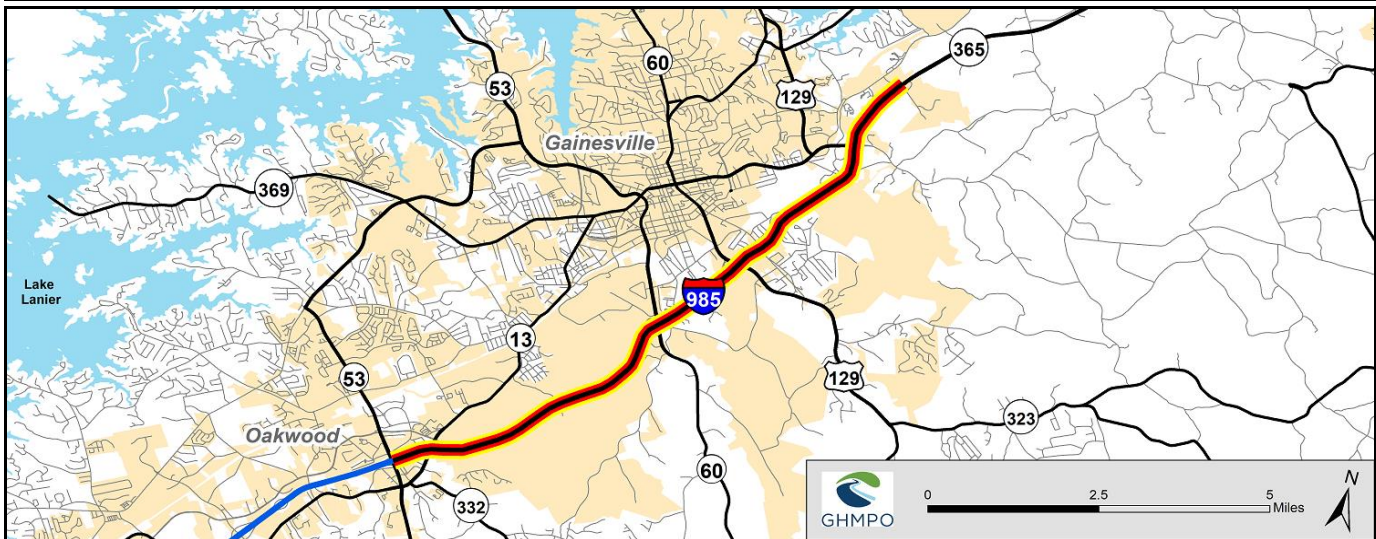 365
60
53
129
Gainesville
369
Lake
Lanier
985
13
53
129
323
Oakwood
60
332
GHMPO
0
2.5
5
Miles
N